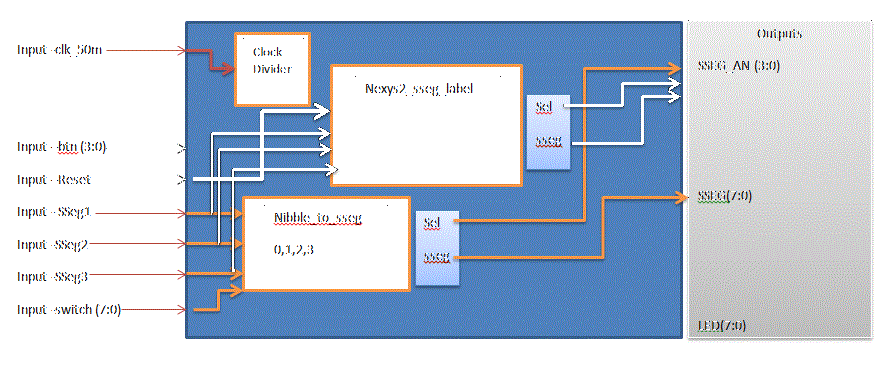 Input -clk_50m
Input -btn (3:0)
Input -Reset
Input -SSeg1
Input -SSeg2
Input -SSeg3
Input -switch (7:0)
Clock
Divider
Nexys2_sseg_label
Sel
SSEG
Nibble_to_sseg
0,1,2,3
Sel
SSEG
Outputs
SSEG_AN (3:0)
SSEG(7:0)
LED(7:0)